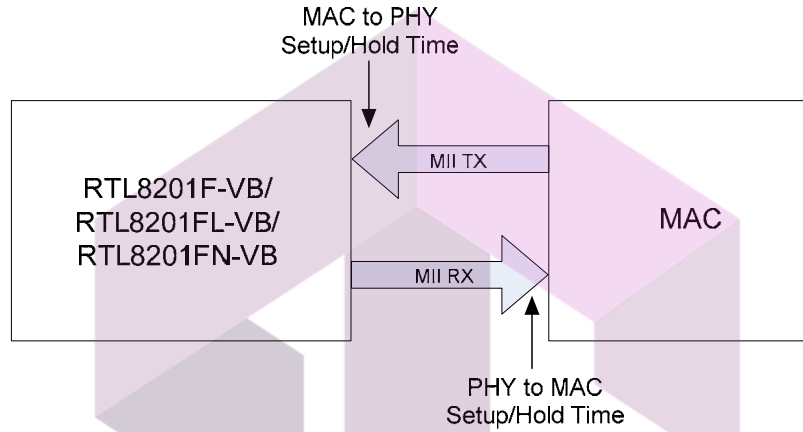 MAC to PHY
Setup/Hold Time
MII TX
RTL8201F-VB/
RTL8201FL-VB/
RTL8201FN-VB
MAC
MII RX
PHY to MAC
Setup/Hold Time